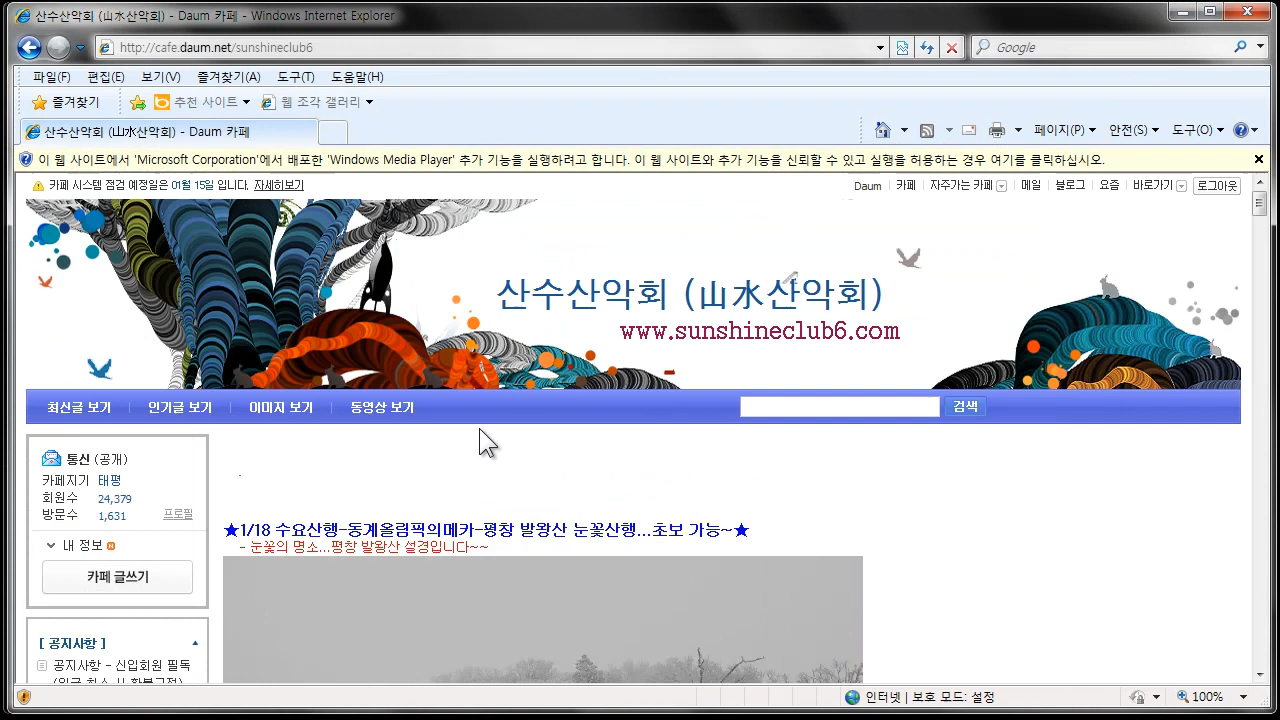 산수산악회 (山水산악회) - Daum 카페 - Windows Internet Explorer
http://cafe.daum.net/sunshineclub6
Google
파일(F) 편집(E) 보기(V) 즐겨찾기(A) 도구(T) 도움말(H)
즐겨찾기 추천 사이트 웹 조각 갤러리
산수산악회 (山水산악회) - Daum 카페
페이지(P) 안전(S) 도구(O)
이 웹 사이트에서 'Microsoft Corporation'에서 배포한 'Windows Media Player' 추가 기능을 실행하려고 합니다. 이 웹 사이트와 추가 기능을 신뢰할 수 있고 실행을 허용하는 경우 여기를 클릭하십시오.
카페 시스템 점검 예정일은 01월 15일 입니다. 자세히보기
Daum 카페 자주가는 카페 메일 블로그 요즘 바로가기 로그아웃
산수산악회 (山水산악회)
www.sunshineclub6.com
최신글 보기 인기글 보기 이미지 보기 동영상 보기 검색
통신 (공개)
카페지기 태평
회원수 24,379
방문수 1,631 프로필
내 정보 N
카페 글쓰기
[ 공지사항 ]
공지사항 - 신입회원 필독
★1/18 수요산행-동계올림픽의메카-평창 발왕산 눈꽃산행...초보 가능~★
- 눈꽃의 명소...평창 발왕산 설경입니다~~
인터넷 | 보호 모드: 설정
100%